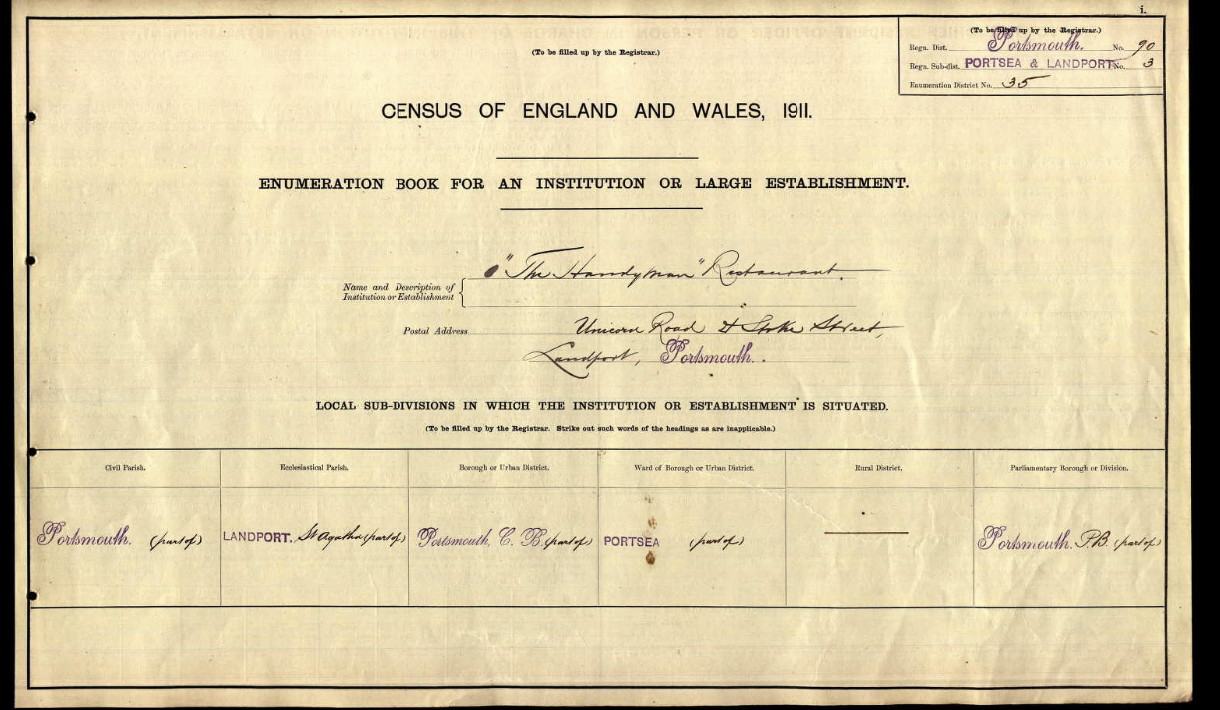 i.
(To be filled up by the Registrar.)
Regn. Dist. Portsmouth. No. 90
Regn. Sub-dist. PORTSEA & LANDPORT No. 3
Enumeration District No. 35
(To be filled up by the Registrar.)
CENSUS OF ENGLAND AND WALES, 1911.
ENUMERATION BOOK FOR AN INSTITUTION OR LARGE ESTABLISHMENT.
Name and Description of Institution or Establishment { "The Handyman" Restaurant.
Postal Address Unicorn Road & Stoke Street,
Landport, Portsmouth.
LOCAL SUB-DIVISIONS IN WHICH THE INSTITUTION OR ESTABLISHMENT IS SITUATED.
(To be filled up by the Registrar. Strike out such words of the headings as are inapplicable.)
Civil Parish. Ecclesiastical Parish. Borough or Urban District. Ward of Borough or Urban District. Rural District. Parliamentary Borough or Division.
Portsmouth. (part of) LANDPORT. St Agatha (part of) Portsmouth, C. B. (part of) PORTSEA (part of) Portsmouth. P.B. (part of)